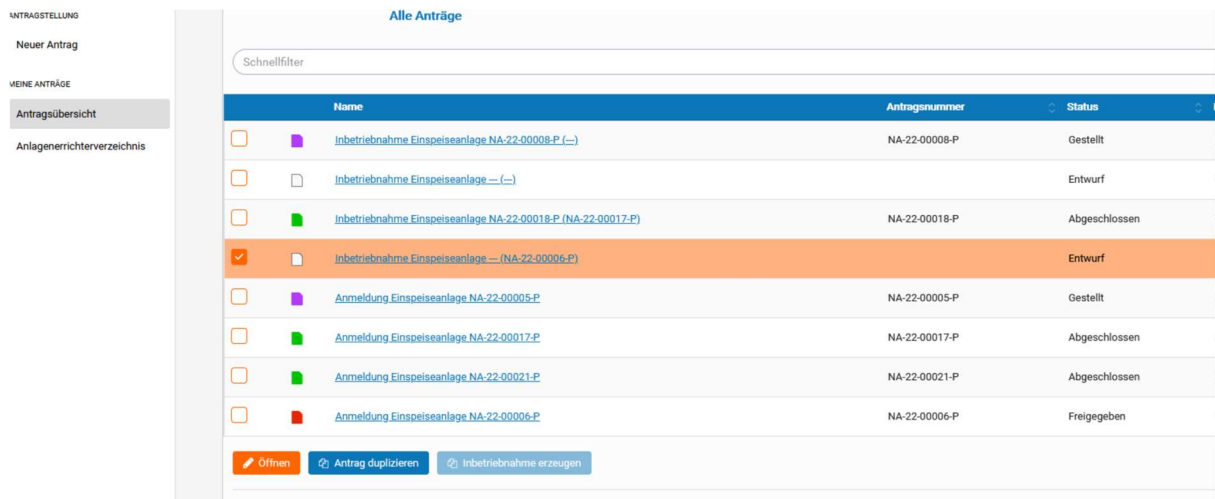 ANTRAGSTELLUNG
Alle Anträge
Neuer Antrag
Schnellfilter
MEINE ANTRÄGE
Antragsübersicht
Anlagenerrichterverzeichnis
Name Antragsnummer Status
Inbetriebnahme Einspeiseanlage NA-22-00008-P (---) NA-22-00008-P Gestellt
Inbetriebnahme Einspeiseanlage --- (---) Entwurf
Inbetriebnahme Einspeiseanlage NA-22-00018-P (NA-22-00017-P) NA-22-00018-P Abgeschlossen
Inbetriebnahme Einspeiseanlage --- (NA-22-00006-P) Entwurf
Anmeldung Einspeiseanlage NA-22-00005-P NA-22-00005-P Gestellt
Anmeldung Einspeiseanlage NA-22-00017-P NA-22-00017-P Abgeschlossen
Anmeldung Einspeiseanlage NA-22-00021-P NA-22-00021-P Abgeschlossen
Anmeldung Einspeiseanlage NA-22-00006-P NA-22-00006-P Freigegeben
Öffnen Antrag duplizieren Inbetriebnahme erzeugen